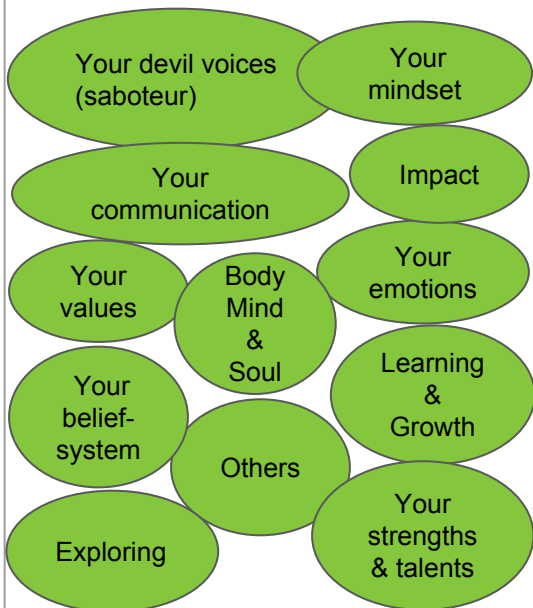 Your devil voices
(saboteur)
Your
mindset
Your
communication
Impact
Your
values
Body
Mind
&
Soul
Your
emotions
Your
belief-
system
Learning
&
Growth
Others
Exploring
Your
strengths
& talents